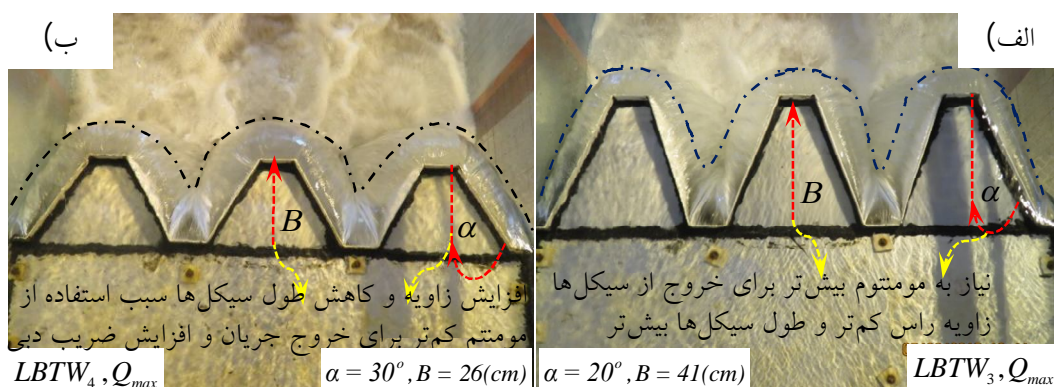 الف)
B
α
نیاز به مومنتوم بیش‌تر برای خروج از سیکل‌ها
زاویه راس کم‌تر و طول سیکل‌ها بیش‌تر
LBTW₃, Qmax
α = 20°, B = 41(cm)
ب)
B
α
افزایش زاویه و کاهش طول سیکل‌ها سبب استفاده از
مومنتم کم‌تر برای خروج جریان و افزایش ضریب دبی
α = 30°, B = 26(cm)
LBTW₄, Qmax